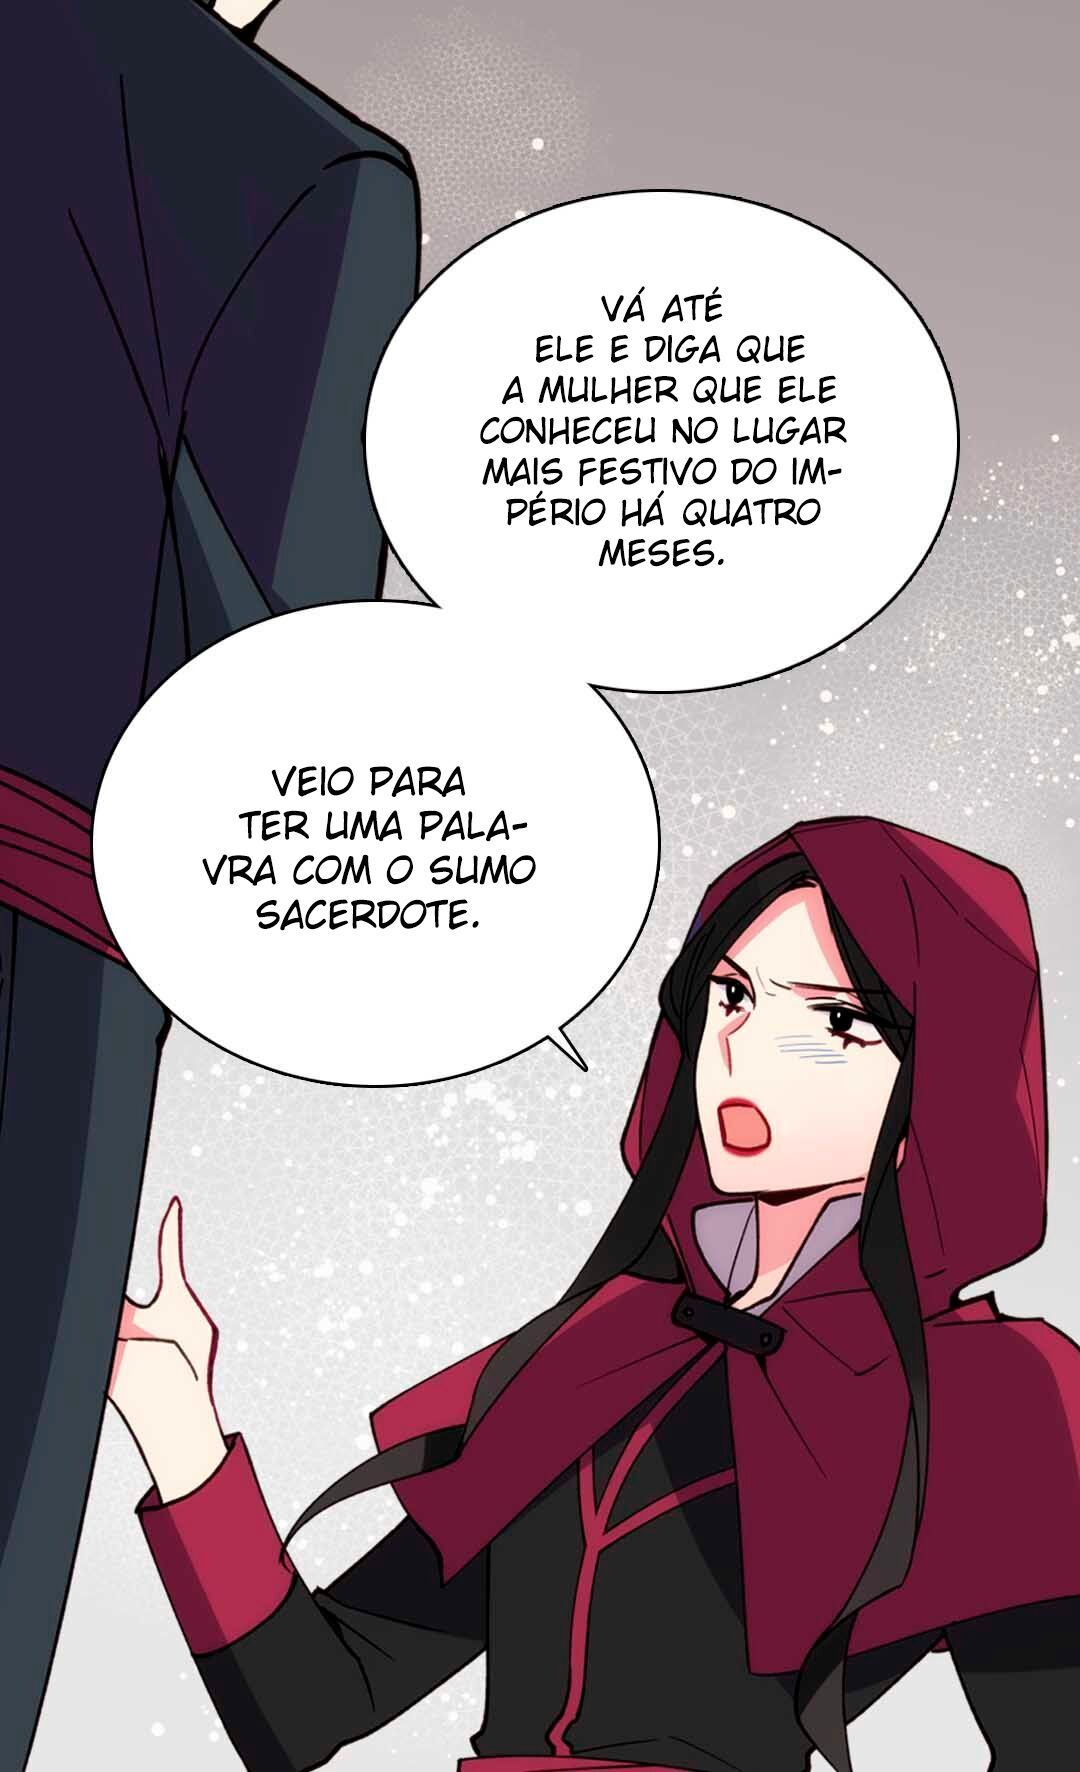 VÁ ATÉ
ELE E DIGA QUE
A MULHER QUE ELE
CONHECEU NO LUGAR
MAIS FESTIVO DO IM-
PÉRIO HÁ QUATRO
MESES.
VEIO PARA
TER UMA PALA-
VRA COM O SUMO
SACERDOTE.